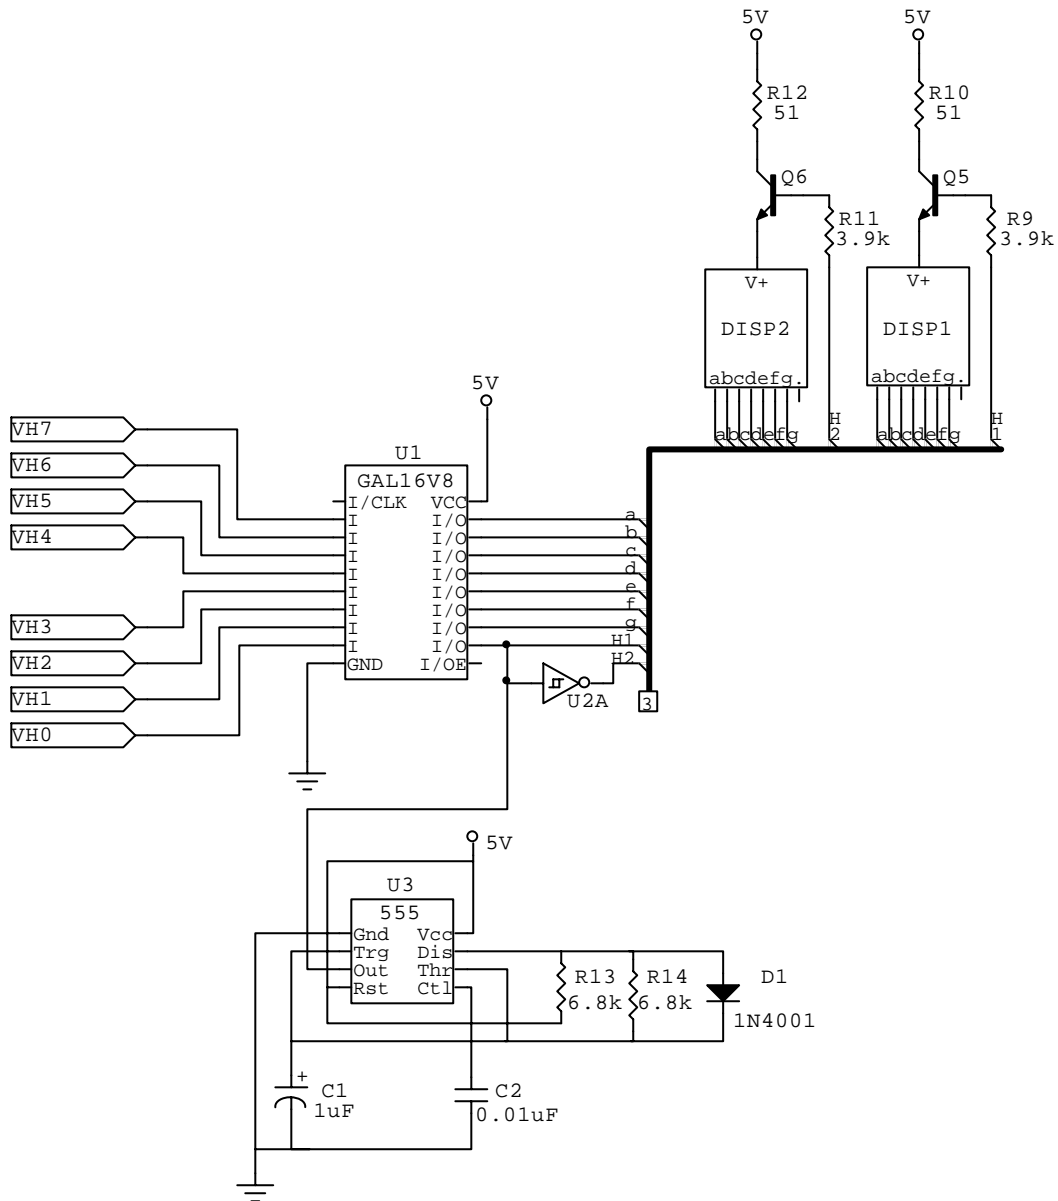 5V
5V
R12
51
R10
51
Q6
Q5
R11
3.9k
R9
3.9k
V+
DISP2
abcdefg.
V+
DISP1
abcdefg.
abcdefg
H
2
abcdefg
H
1
5V
VH7
VH6
VH5
VH4
VH3
VH2
VH1
VH0
U1
GAL16V8
I/CLK VCC
I I/O
I I/O
I I/O
I I/O
I I/O
I I/O
I I/O
I I/O
GND I/OE
a
b
c
d
e
f
g
H1
H2
U2A
3
5V
U3
555
Gnd Vcc
Trg Dis
Out Thr
Rst Ctl
R13
6.8k
R14
6.8k
D1
1N4001
+
C1
1uF
C2
0.01uF